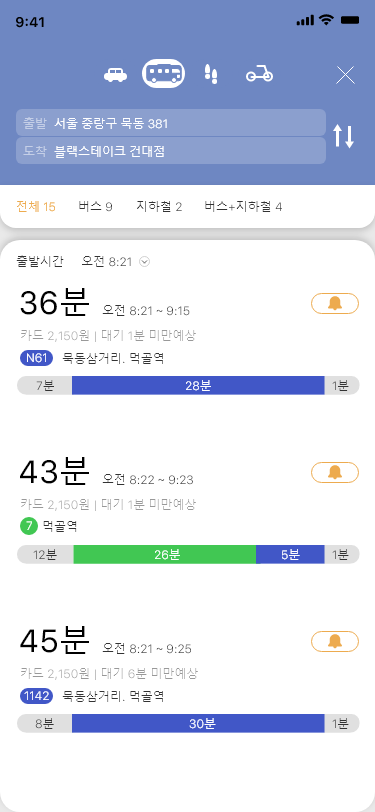 9:41
출발 서울 중랑구 묵동 381
도착 블랙스테이크 건대점
전체 15 버스 9 지하철 2 버스+지하철 4
출발시간 오전 8:21
36분 오전 8:21 ~ 9:15
카드 2,150원 | 대기 1분 미만예상
N61 묵동삼거리. 먹골역
7분 28분 1분
43분 오전 8:22 ~ 9:23
카드 2,150원 | 대기 1분 미만예상
7 먹골역
12분 26분 5분 1분
45분 오전 8:21 ~ 9:25
카드 2,150원 | 대기 6분 미만예상
1142 묵동삼거리. 먹골역
8분 30분 1분